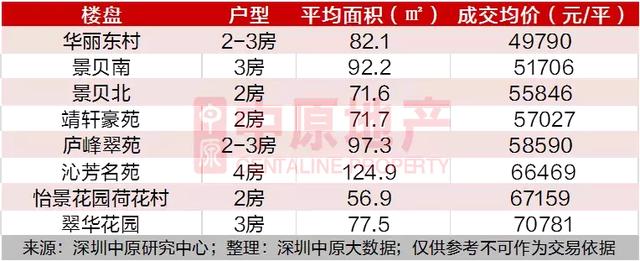 楼盘 户型 平均面积（㎡） 成交均价（元/平）
华丽东村 2-3房 82.1 49790
景贝南 3房 92.2 51706
景贝北 2房 71.6 55846
靖轩豪苑 2房 71.7 57027
庐峰翠苑 2-3房 97.3 58590
沁芳名苑 4房 124.9 66469
怡景花园荷花村 2房 56.9 67159
翠华花园 3房 77.5 70781
中原地产
CENTALINE PROPERTY
来源：深圳中原研究中心；整理：深圳中原大数据；仅供参考不可作为交易依据